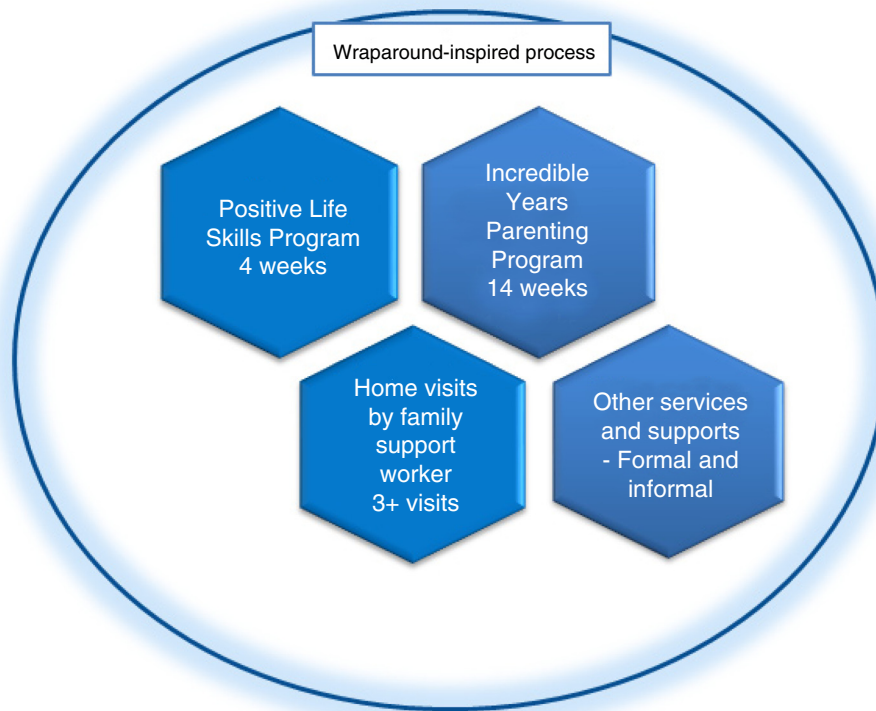 Wraparound-inspired process
Positive Life
Skills Program
4 weeks
Incredible
Years
Parenting
Program
14 weeks
Home visits
by family
support
worker
3+ visits
Other services
and supports
- Formal and
informal